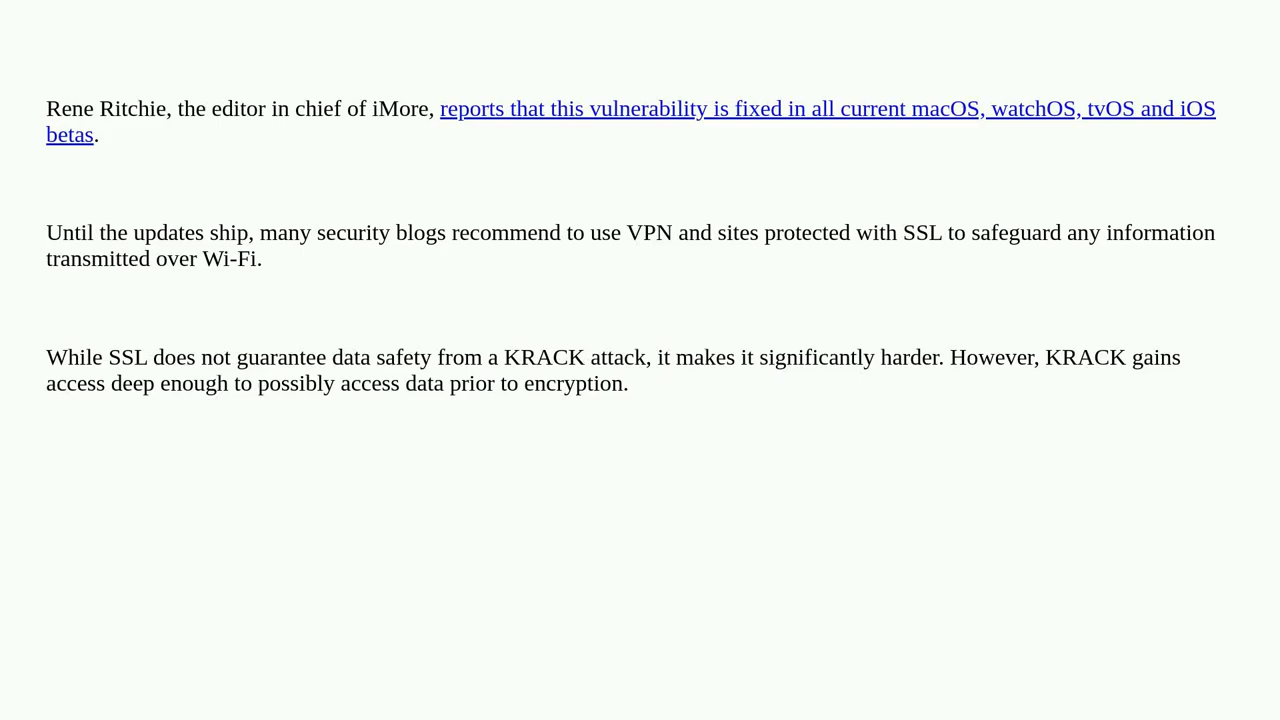 Rene Ritchie, the editor in chief of iMore, reports that this vulnerability is fixed in all current macOS, watchOS, tvOS and iOS
betas.
Until the updates ship, many security blogs recommend to use VPN and sites protected with SSL to safeguard any information
transmitted over Wi-Fi.
While SSL does not guarantee data safety from a KRACK attack, it makes it significantly harder. However, KRACK gains
access deep enough to possibly access data prior to encryption.